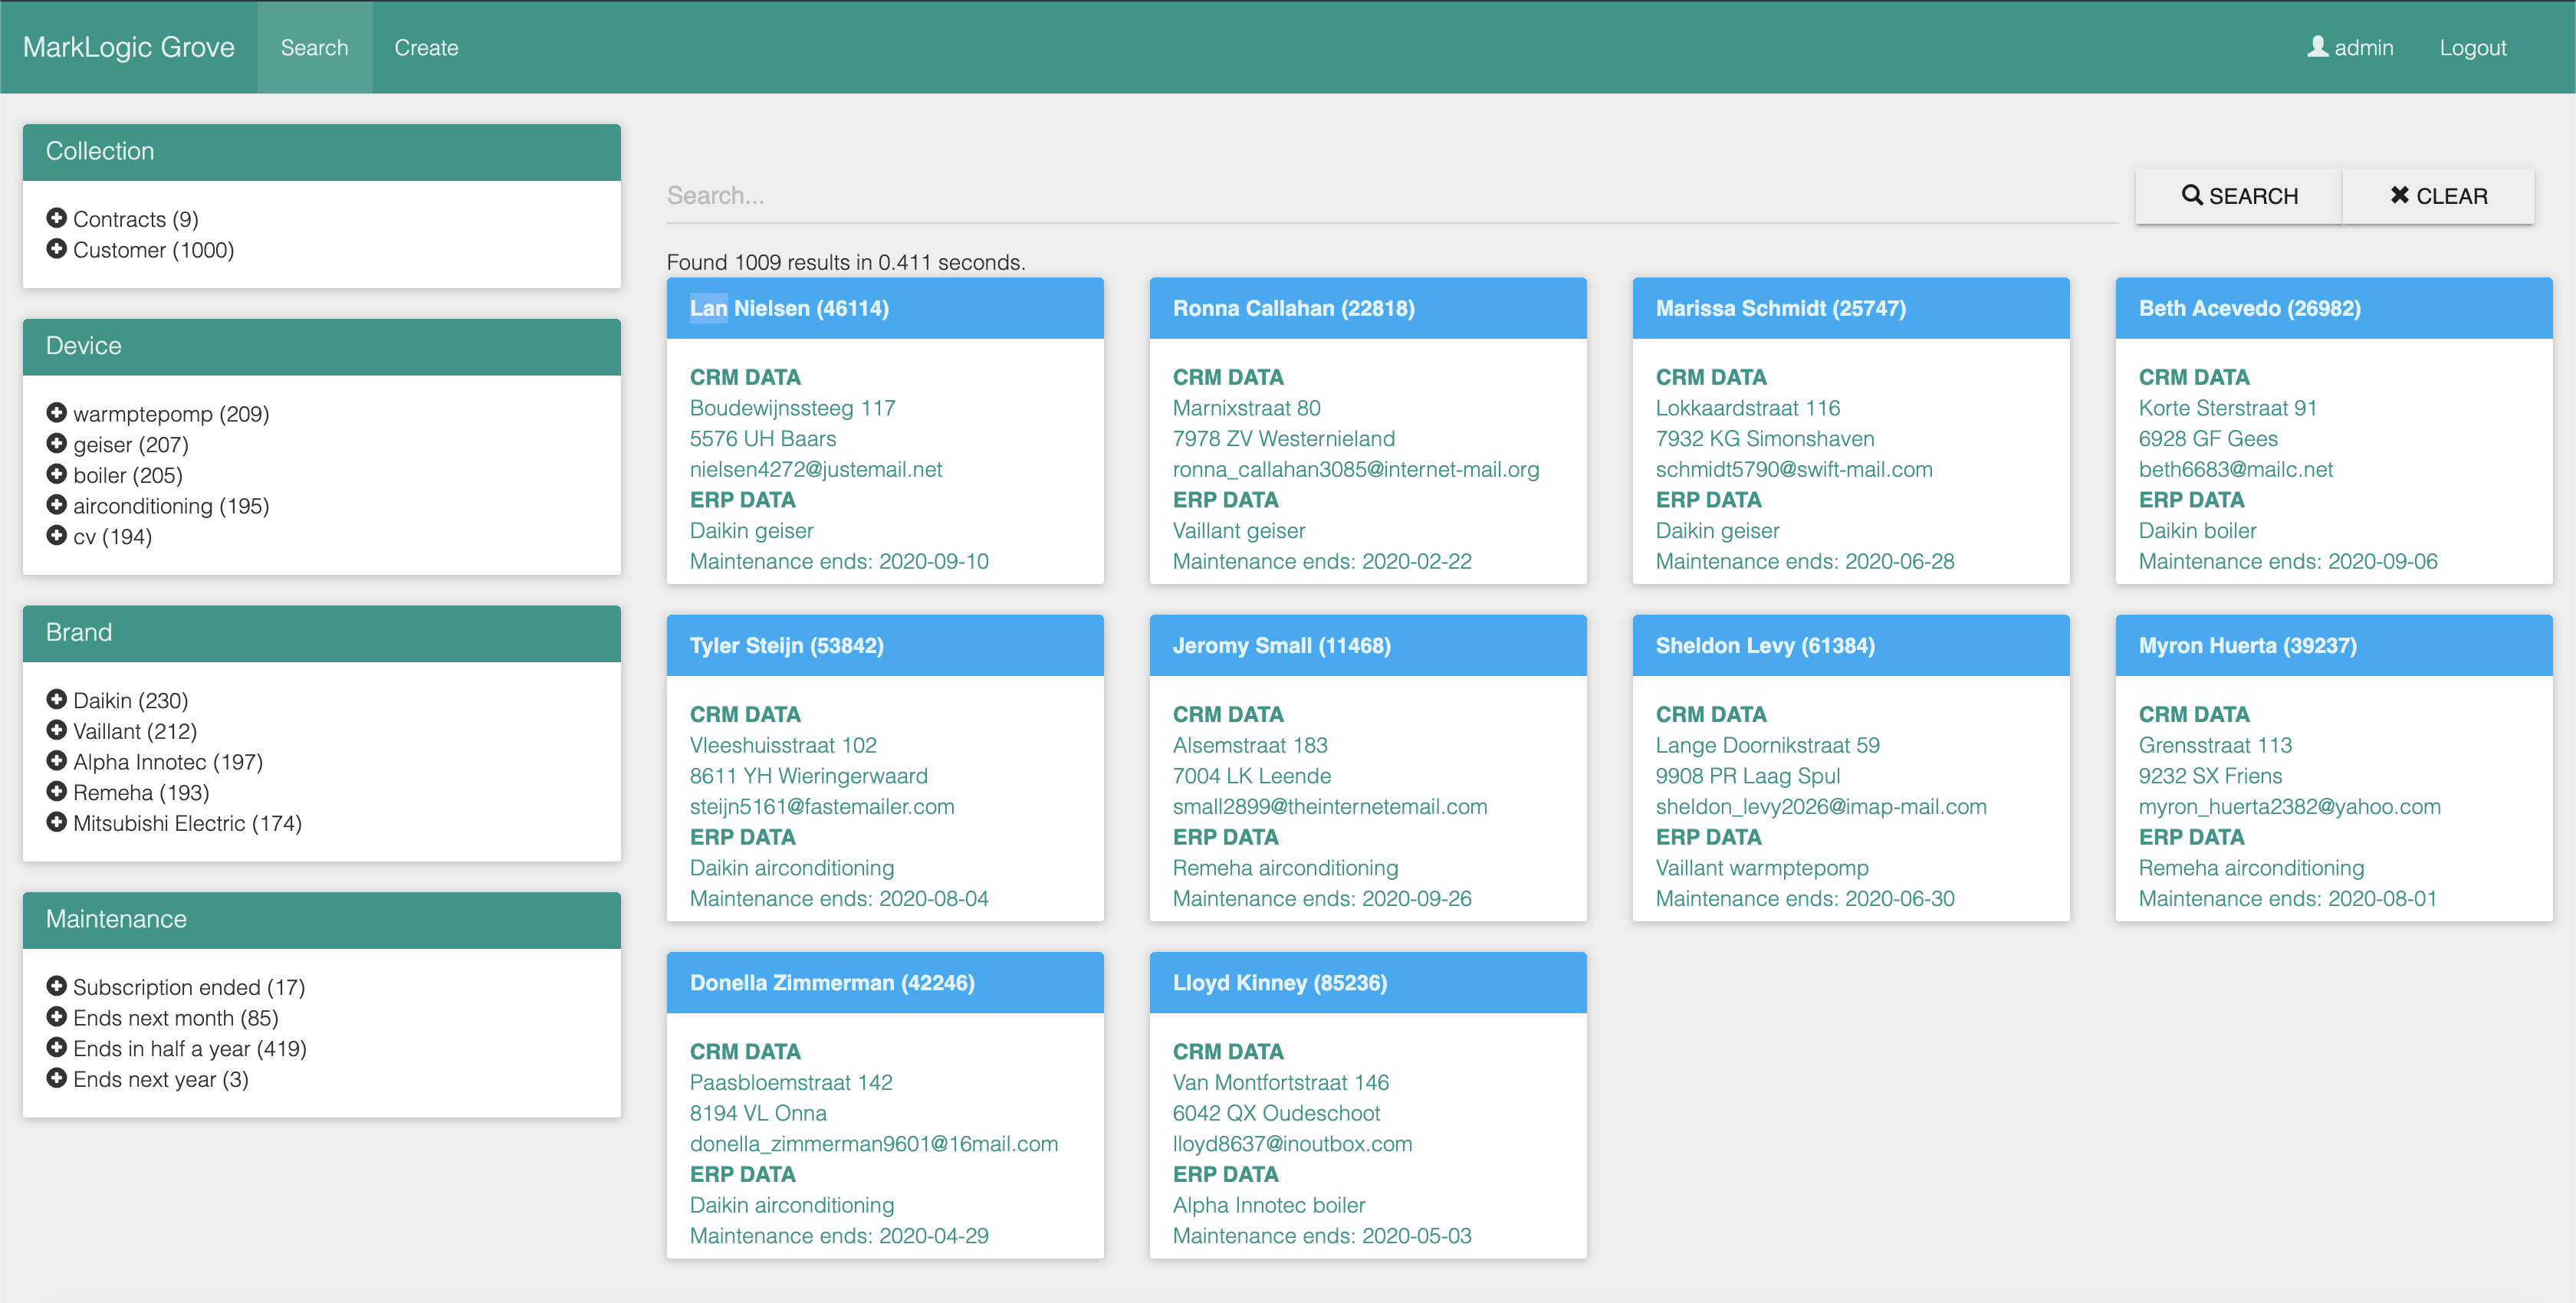 MarkLogic Grove
Search
Create
admin
Logout
Collection
Contracts (9)
Customer (1000)
Device
warmptepomp (209)
geiser (207)
boiler (205)
airconditioning (195)
cv (194)
Brand
Daikin (230)
Vaillant (212)
Alpha Innotec (197)
Remeha (193)
Mitsubishi Electric (174)
Maintenance
Subscription ended (17)
Ends next month (85)
Ends in half a year (419)
Ends next year (3)
Search...
SEARCH
CLEAR
Found 1009 results in 0.411 seconds.
Lan Nielsen (46114)
CRM DATA
Boudewijnssteeg 117
5576 UH Baars
nielsen4272@justemail.net
ERP DATA
Daikin geiser
Maintenance ends: 2020-09-10
Ronna Callahan (22818)
CRM DATA
Marnixstraat 80
7978 ZV Westernieland
ronna_callahan3085@internet-mail.org
ERP DATA
Vaillant geiser
Maintenance ends: 2020-02-22
Marissa Schmidt (25747)
CRM DATA
Lokkaardstraat 116
7932 KG Simonshaven
schmidt5790@swift-mail.com
ERP DATA
Daikin geiser
Maintenance ends: 2020-06-28
Beth Acevedo (26982)
CRM DATA
Korte Sterstraat 91
6928 GF Gees
beth6683@mailc.net
ERP DATA
Daikin boiler
Maintenance ends: 2020-09-06
Tyler Steijn (53842)
CRM DATA
Vleeshuisstraat 102
8611 YH Wieringerwaard
steijn5161@fastemailer.com
ERP DATA
Daikin airconditioning
Maintenance ends: 2020-08-04
Jeromy Small (11468)
CRM DATA
Alsemstraat 183
7004 LK Leende
small2899@theinternetemail.com
ERP DATA
Remeha airconditioning
Maintenance ends: 2020-09-26
Sheldon Levy (61384)
CRM DATA
Lange Doornikstraat 59
9908 PR Laag Spul
sheldon_levy2026@imap-mail.com
ERP DATA
Vaillant warmptepomp
Maintenance ends: 2020-06-30
Myron Huerta (39237)
CRM DATA
Grensstraat 113
9232 SX Friens
myron_huerta2382@yahoo.com
ERP DATA
Remeha airconditioning
Maintenance ends: 2020-08-01
Donella Zimmerman (42246)
CRM DATA
Paasbloemstraat 142
8194 VL Onna
donella_zimmerman9601@16mail.com
ERP DATA
Daikin airconditioning
Maintenance ends: 2020-04-29
Lloyd Kinney (85236)
CRM DATA
Van Montfortstraat 146
6042 QX Oudeschoot
lloyd8637@inoutbox.com
ERP DATA
Alpha Innotec boiler
Maintenance ends: 2020-05-03